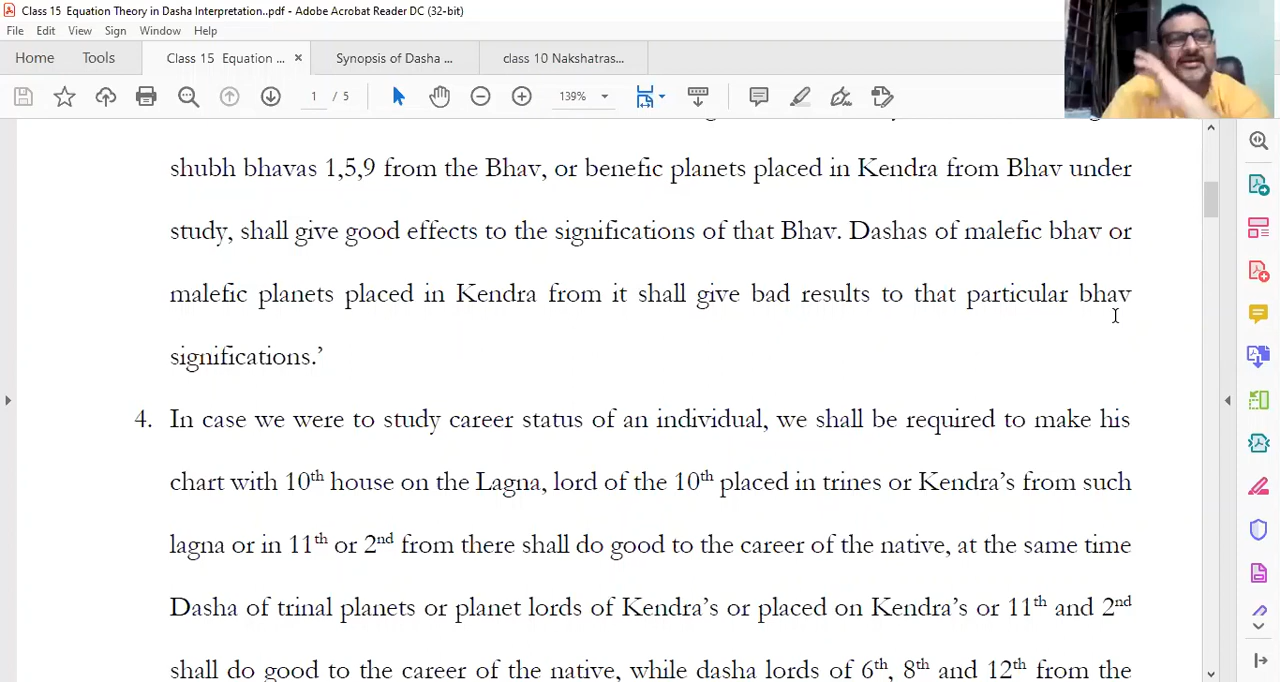 Class 15 Equation Theory in Dasha Interpretation..pdf - Adobe Acrobat Reader DC (32-bit)
File Edit View Sign Window Help
Home Tools Class 15 Equation ... × Synopsis of Dasha ... class 10 Nakshatras...
1 / 5 139%
shubh bhavas 1,5,9 from the Bhav, or benefic planets placed in Kendra from Bhav under
study, shall give good effects to the significations of that Bhav. Dashas of malefic bhav or
malefic planets placed in Kendra from it shall give bad results to that particular bhav
significations.’
4. In case we were to study career status of an individual, we shall be required to make his
chart with 10th house on the Lagna, lord of the 10th placed in trines or Kendra’s from such
lagna or in 11th or 2nd from there shall do good to the career of the native, at the same time
Dasha of trinal planets or planet lords of Kendra’s or placed on Kendra’s or 11th and 2nd
shall do good to the career of the native, while dasha lords of 6th, 8th and 12th from the